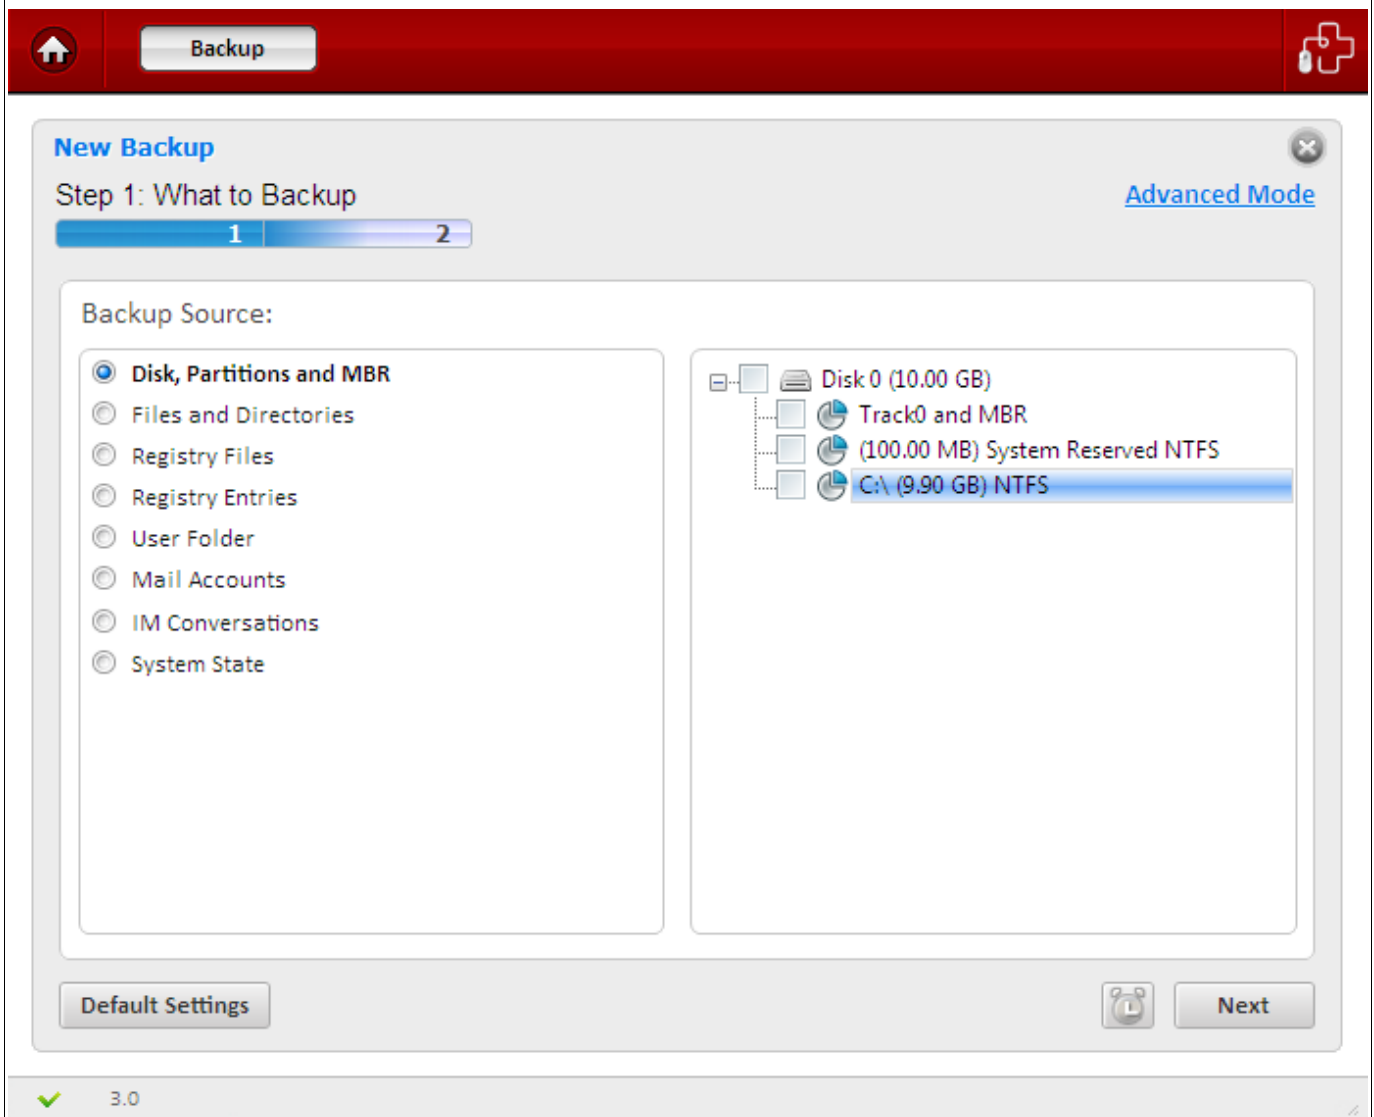 Backup
New Backup
Step 1: What to Backup
Advanced Mode
1 2
Backup Source:
Disk, Partitions and MBR
Files and Directories
Registry Files
Registry Entries
User Folder
Mail Accounts
IM Conversations
System State
Disk 0 (10.00 GB)
Track0 and MBR
(100.00 MB) System Reserved NTFS
C:\ (9.90 GB) NTFS
Default Settings
Next
3.0